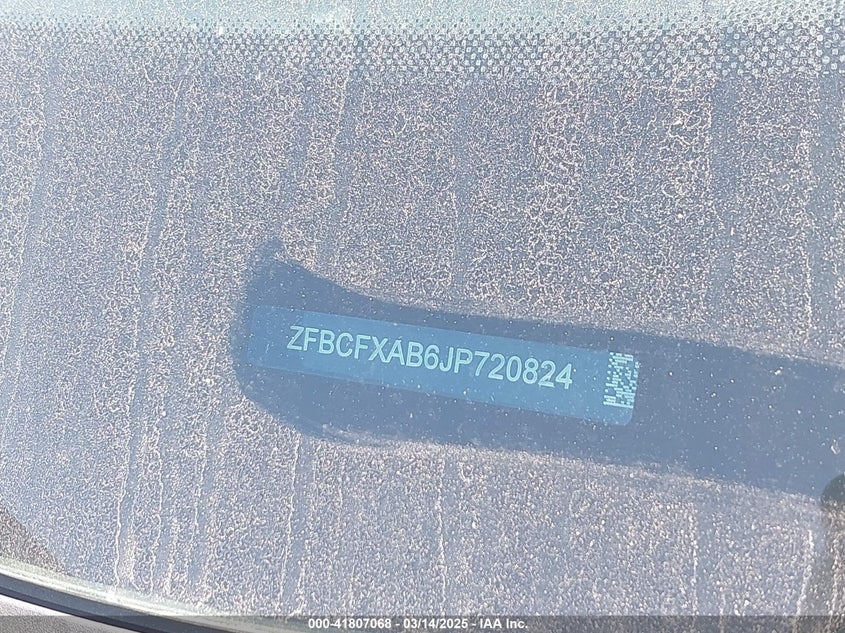 ZFBCFXAB6JP720824
000-41807068 - 03/14/2025 - IAA Inc.